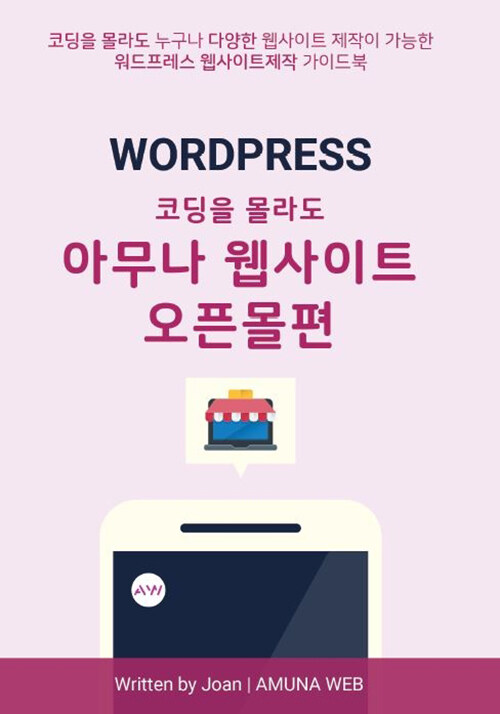 코딩을 몰라도 누구나 다양한 웹사이트 제작이 가능한
워드프레스 웹사이트제작 가이드북
WORDPRESS
코딩을 몰라도
아무나 웹사이트
오픈몰편
AW
Written by Joan | AMUNA WEB